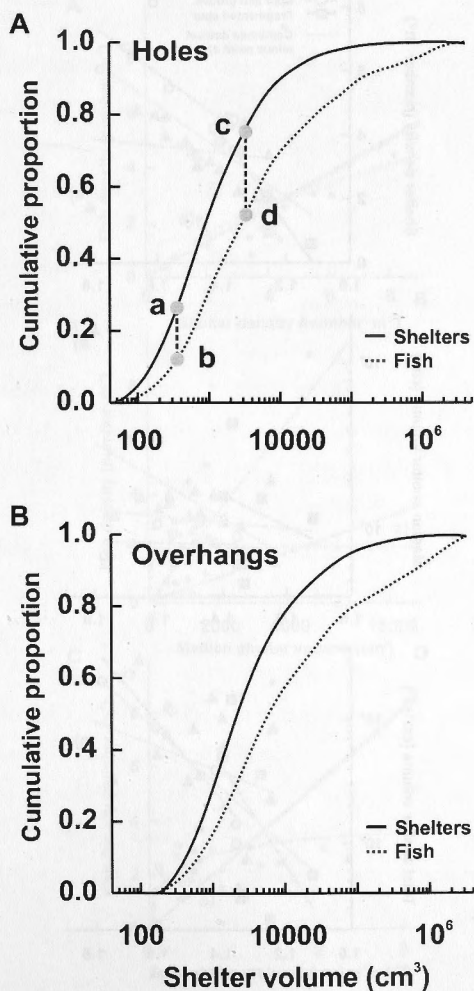 A
Holes
Cumulative proportion
1.0
0.8
0.6
0.4
0.2
0.0
c
d
a
b
Shelters
Fish
100
10000
10⁶
B
Overhangs
Cumulative proportion
1.0
0.8
0.6
0.4
0.2
0.0
Shelters
Fish
100
10000
10⁶
Shelter volume (cm³)